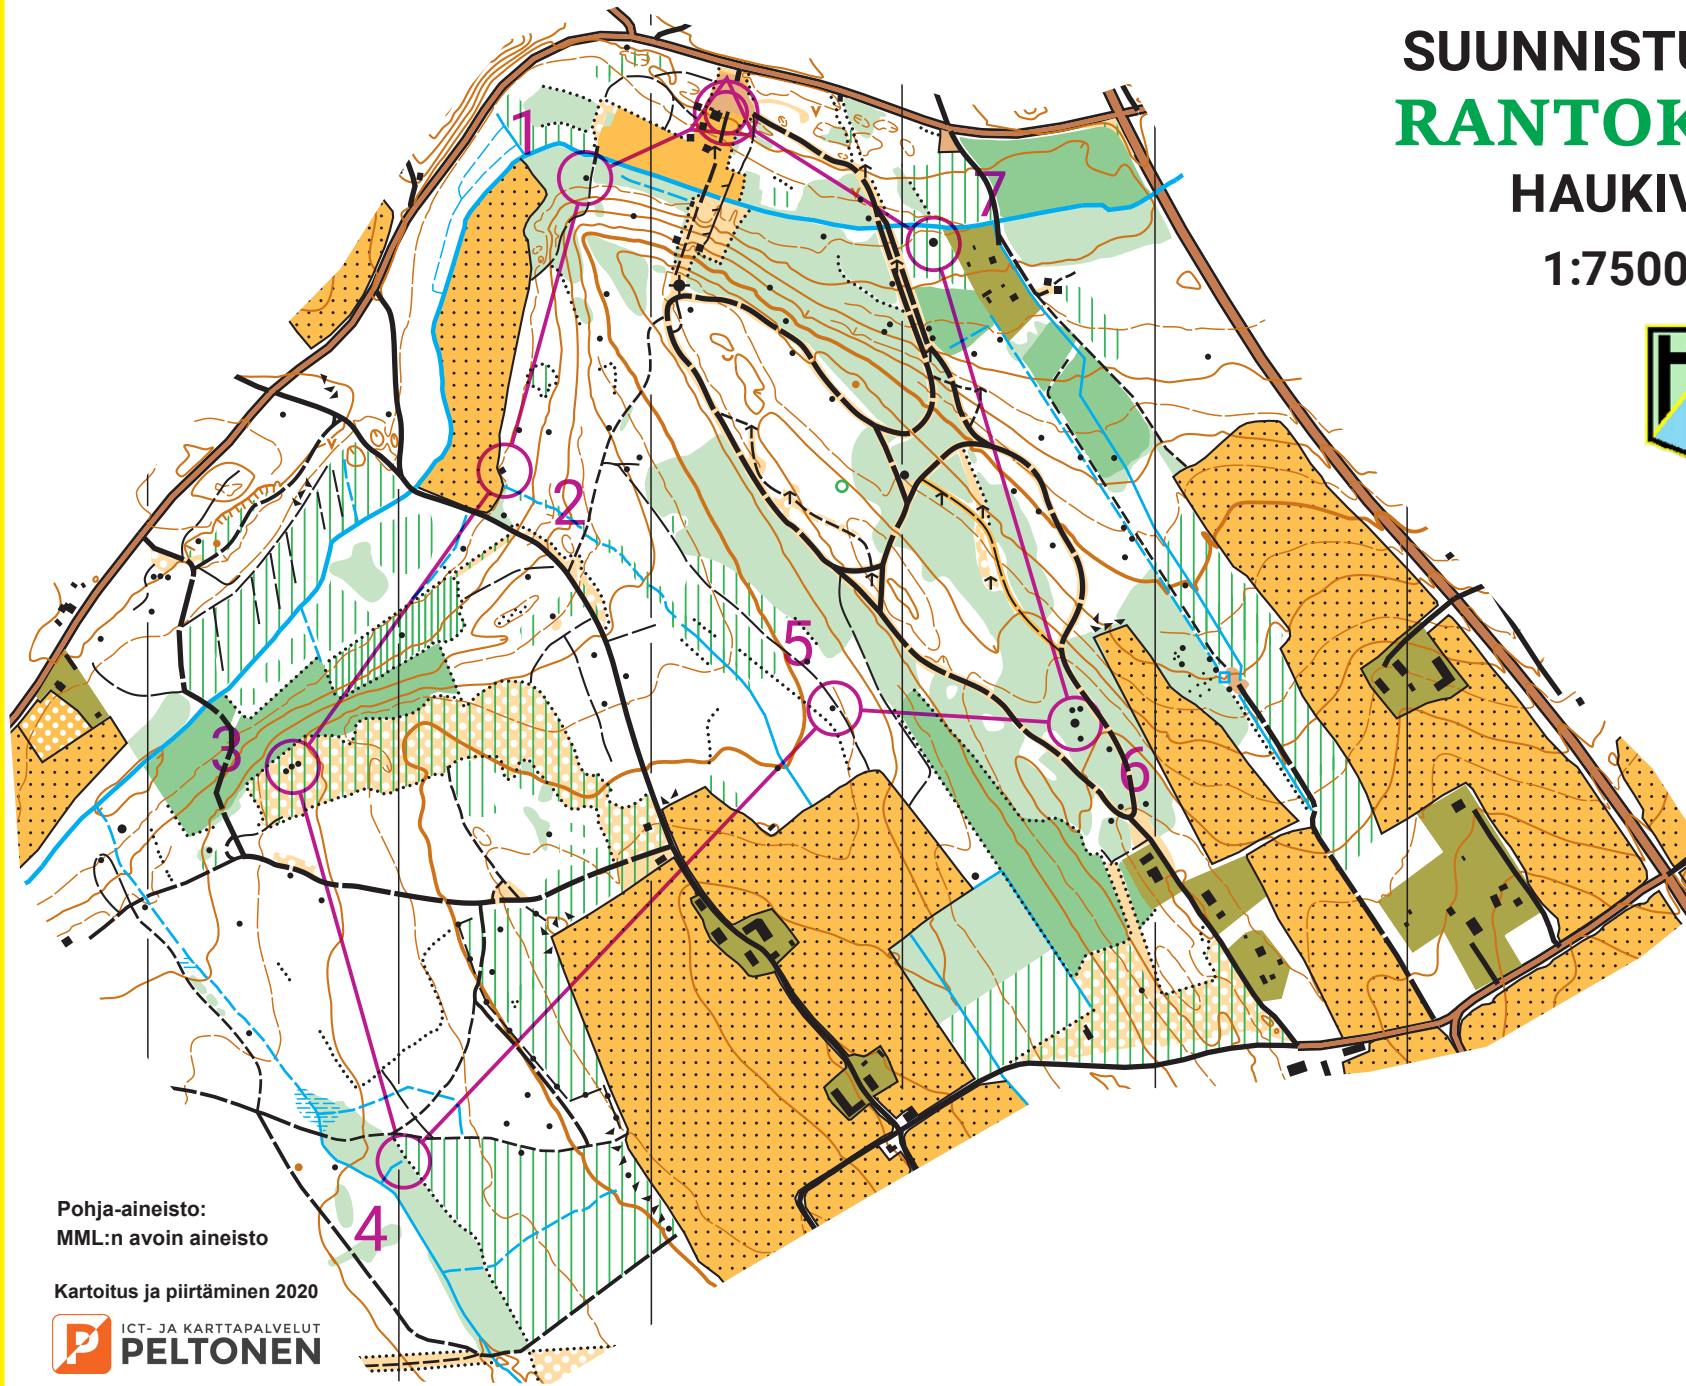 SUUNNISTU
RANTOK
HAUKIV
1:7500
1
2
3
4
5
6
7
Pohja-aineisto:
MML:n avoin aineisto
Kartoitus ja piirtäminen 2020
ICT- JA KARTTAPALVELUT
PELTONEN